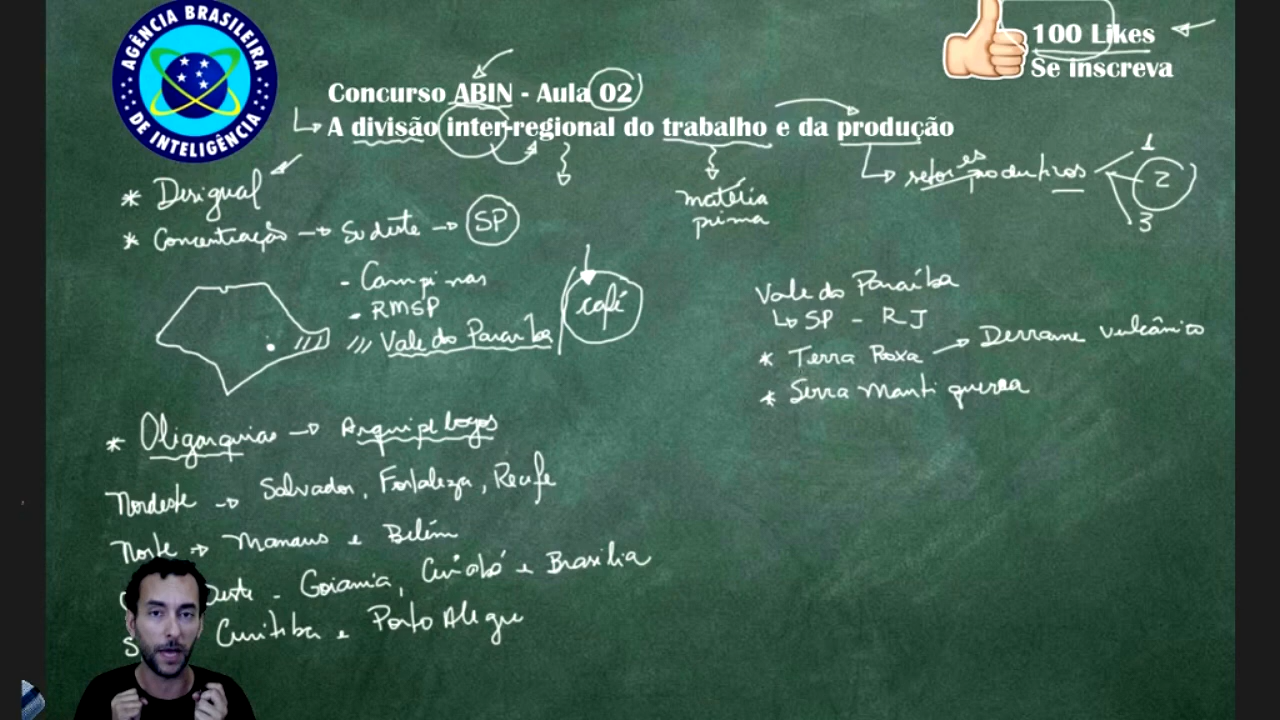 AGÊNCIA BRASILEIRA
DE INTELIGÊNCIA
100 Likes
Se inscreva
Concurso ABIN - Aula 02
A divisão inter-regional do trabalho e da produção
matéria
prima
setores produtivos
1
2
3
* Desigual
* Concentração → Sudeste → SP
- Campinas
- RMSP
/// Vale do Paraíba
café
Vale do Paraíba
↳ SP - RJ
* Terra Roxa → Derrame vulcânico
* Serra Mantiqueira
* Oligarquias → Arquipélagos
Nordeste → Salvador, Fortaleza, Recife
Norte → Manaus e Belém
Oeste - Goiania, Cuiabá e Brasília
S Curitiba e Porto Alegre